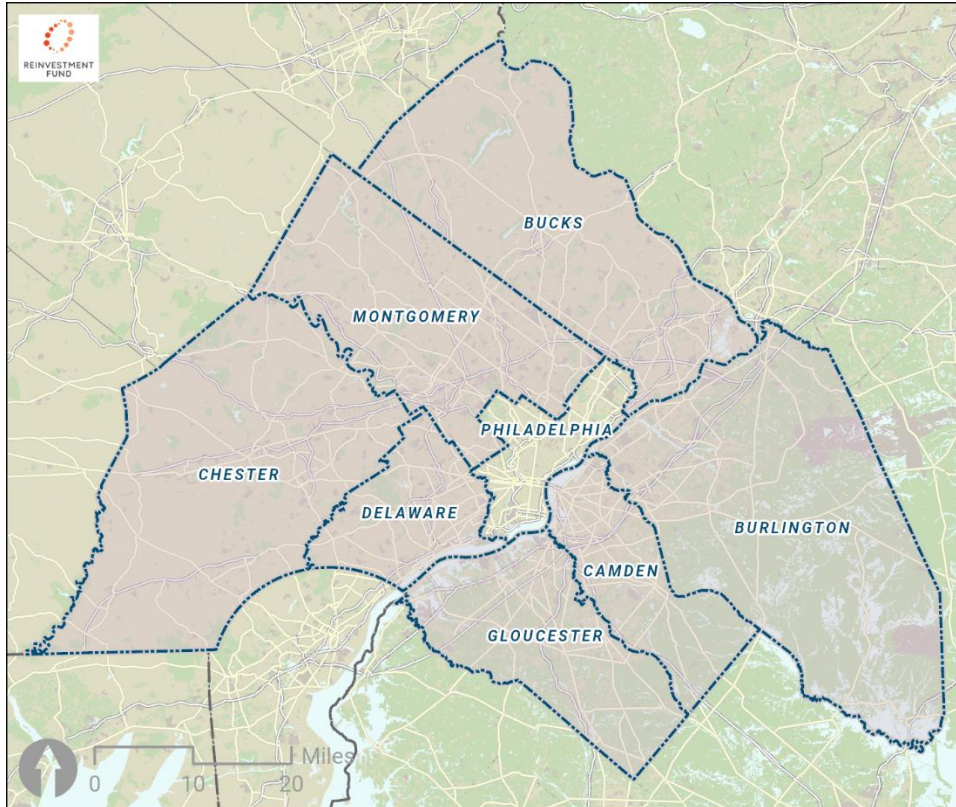 REINVESTMENT
FUND
BUCKS
MONTGOMERY
PHILADELPHIA
CHESTER
DELAWARE
BURLINGTON
CAMDEN
GLOUCESTER
Miles
0 10 20